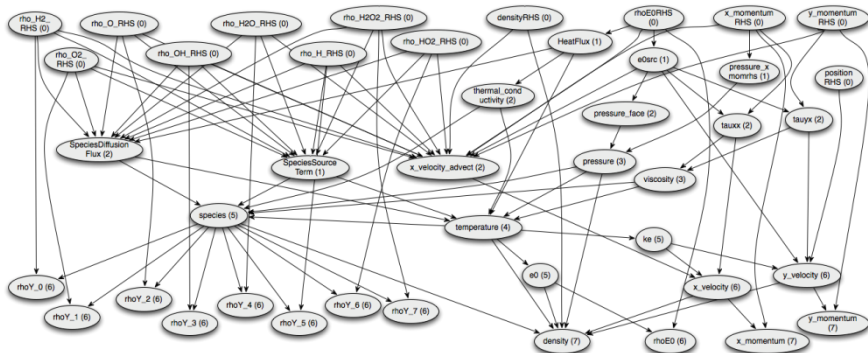 rho_H2_
RHS (0)
rho_O_RHS (0)
rho_H2O_RHS (0)
rho_H2O2_RHS (0)
densityRHS (0)
rhoE0RHS
(0)
x_momentum
RHS (0)
y_momentum
RHS (0)
rho_O2_
RHS (0)
rho_OH_RHS (0)
rho_H_RHS (0)
rho_HO2_RHS (0)
HeatFlux (1)
e0src (1)
pressure_x
momrhs (1)
position
RHS (0)
thermal_cond
uctivity (2)
pressure_face (2)
tauxx (2)
tauyx (2)
SpeciesDiffusion
Flux (2)
SpeciesSource
Term (1)
x_velocity_advect (2)
pressure (3)
viscosity (3)
species (5)
temperature (4)
ke (5)
e0 (5)
x_velocity (6)
y_velocity (6)
rhoY_0 (6)
rhoY_1 (6)
rhoY_2 (6)
rhoY_3 (6)
rhoY_4 (6)
rhoY_5 (6)
rhoY_6 (6)
rhoY_7 (6)
density (7)
rhoE0 (6)
x_momentum (7)
y_momentum
(7)